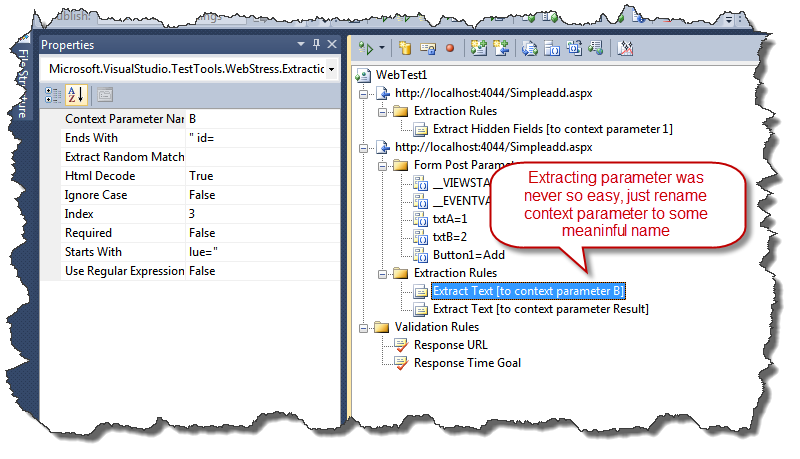 Properties
Microsoft.VisualStudio.TestTools.WebStress.Extractic
Context Parameter Nar B
Ends With " id=
Extract Random Match
Html Decode True
Ignore Case False
Index 3
Required False
Starts With lue="
Use Regular Expression False
File Structure
WebTest1
http://localhost:4044/Simpleadd.aspx
Extraction Rules
Extract Hidden Fields [to context parameter 1]
http://localhost:4044/Simpleadd.aspx
Form Post Parame
__VIEWSTA
__EVENTVA
txtA=1
txtB=2
Button1=Add
Extraction Rules
Extract Text [to context parameter B]
Extract Text [to context parameter Result]
Validation Rules
Response URL
Response Time Goal
Extracting parameter was
never so easy, just rename
context parameter to some
meaninful name